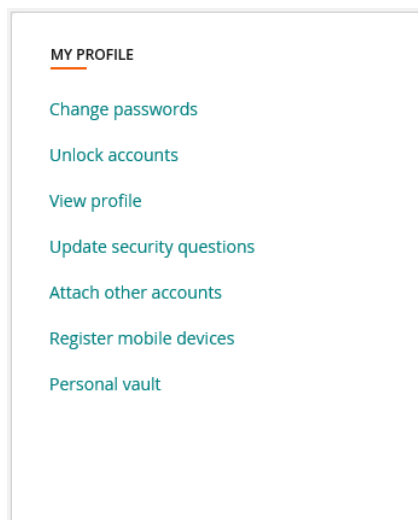 MY PROFILE
Change passwords
Unlock accounts
View profile
Update security questions
Attach other accounts
Register mobile devices
Personal vault